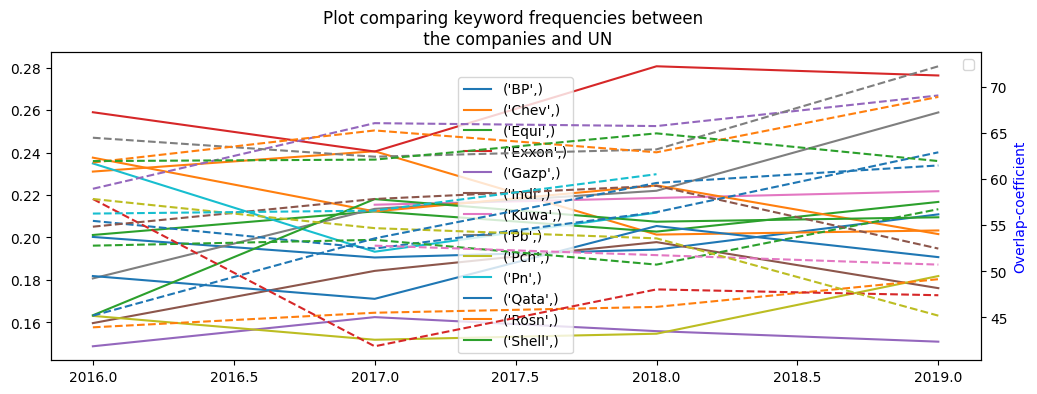 Plot comparing keyword frequencies between
the companies and UN
0.28
0.26
0.24
0.22
0.20
0.18
0.16
('BP',)
('Chev',)
('Equi',)
('Exxon',)
('Gazp',)
('Indi',)
('Kuwa',)
('Pb',)
('Pch',)
('Pn',)
('Qata',)
('Rosn',)
('Shell',)
70
65
60
55
50
45
Overlap-coefficient
2016.0 2016.5 2017.0 2017.5 2018.0 2018.5 2019.0